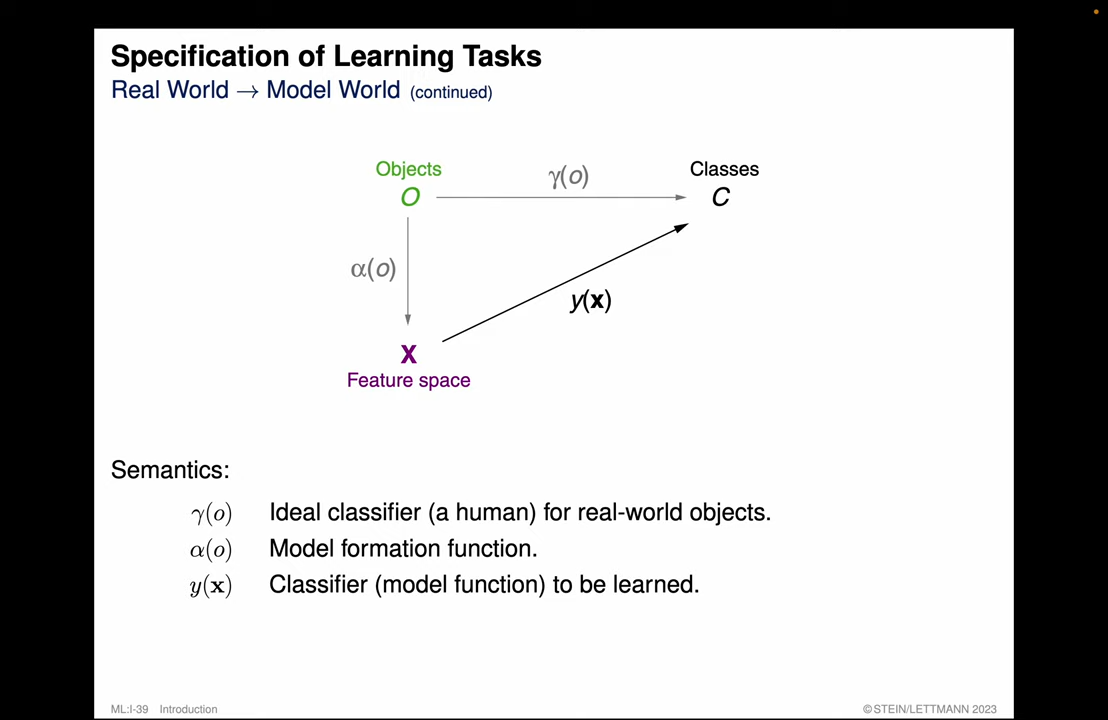 Specification of Learning Tasks
Real World → Model World (continued)
Objects
Classes
O
γ(o)
C
α(o)
y(x)
X
Feature space
Semantics:
γ(o) Ideal classifier (a human) for real-world objects.
α(o) Model formation function.
y(x) Classifier (model function) to be learned.
ML:I-39 Introduction
©STEIN/LETTMANN 2023